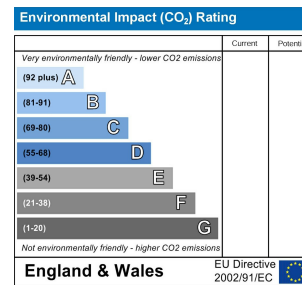 Environmental Impact (CO₂) Rating
Current Potenti
Very environmentally friendly - lower CO2 emissions
(92 plus) A
(81-91) B
(69-80) C
(55-68) D
(39-54) E
(21-38) F
(1-20) G
Not environmentally friendly - higher CO2 emissions
England & Wales
EU Directive
2002/91/EC